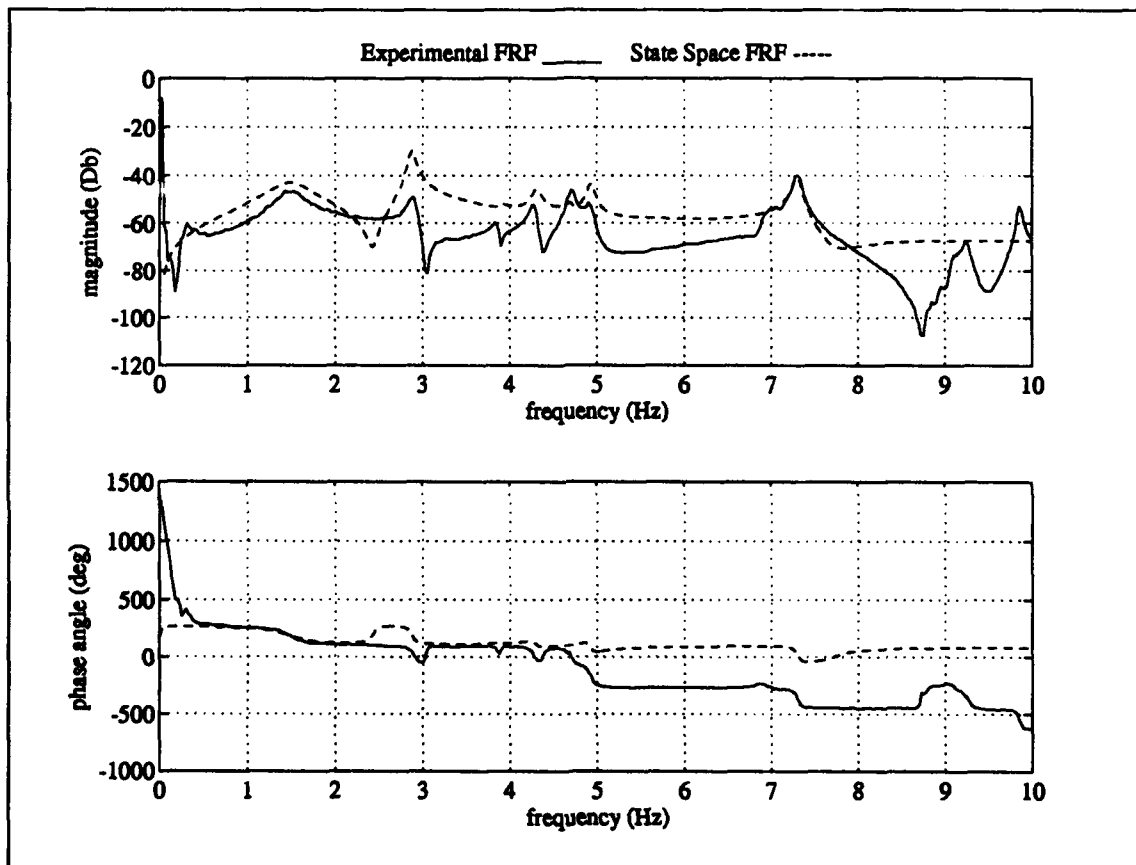 Experimental FRF ______ State Space FRF -----
0
-20
-40
-60
-80
-100
-120
magnitude (Db)
0 1 2 3 4 5 6 7 8 9 10
frequency (Hz)
1500
1000
500
0
-500
-1000
phase angle (deg)
0 1 2 3 4 5 6 7 8 9 10
frequency (Hz)